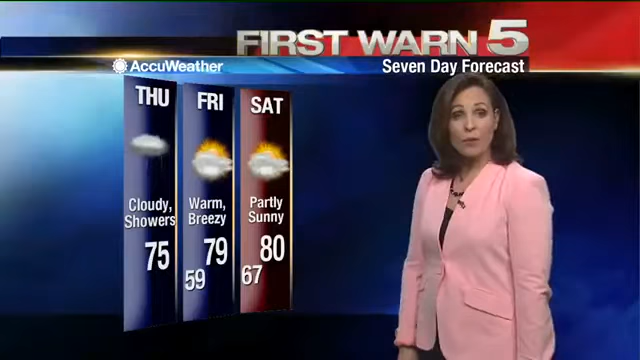 FIRST WARN 5
AccuWeather
Seven Day Forecast
THU
FRI
SAT
Cloudy,
Showers
Warm,
Breezy
Partly
Sunny
75
79
80
59
67